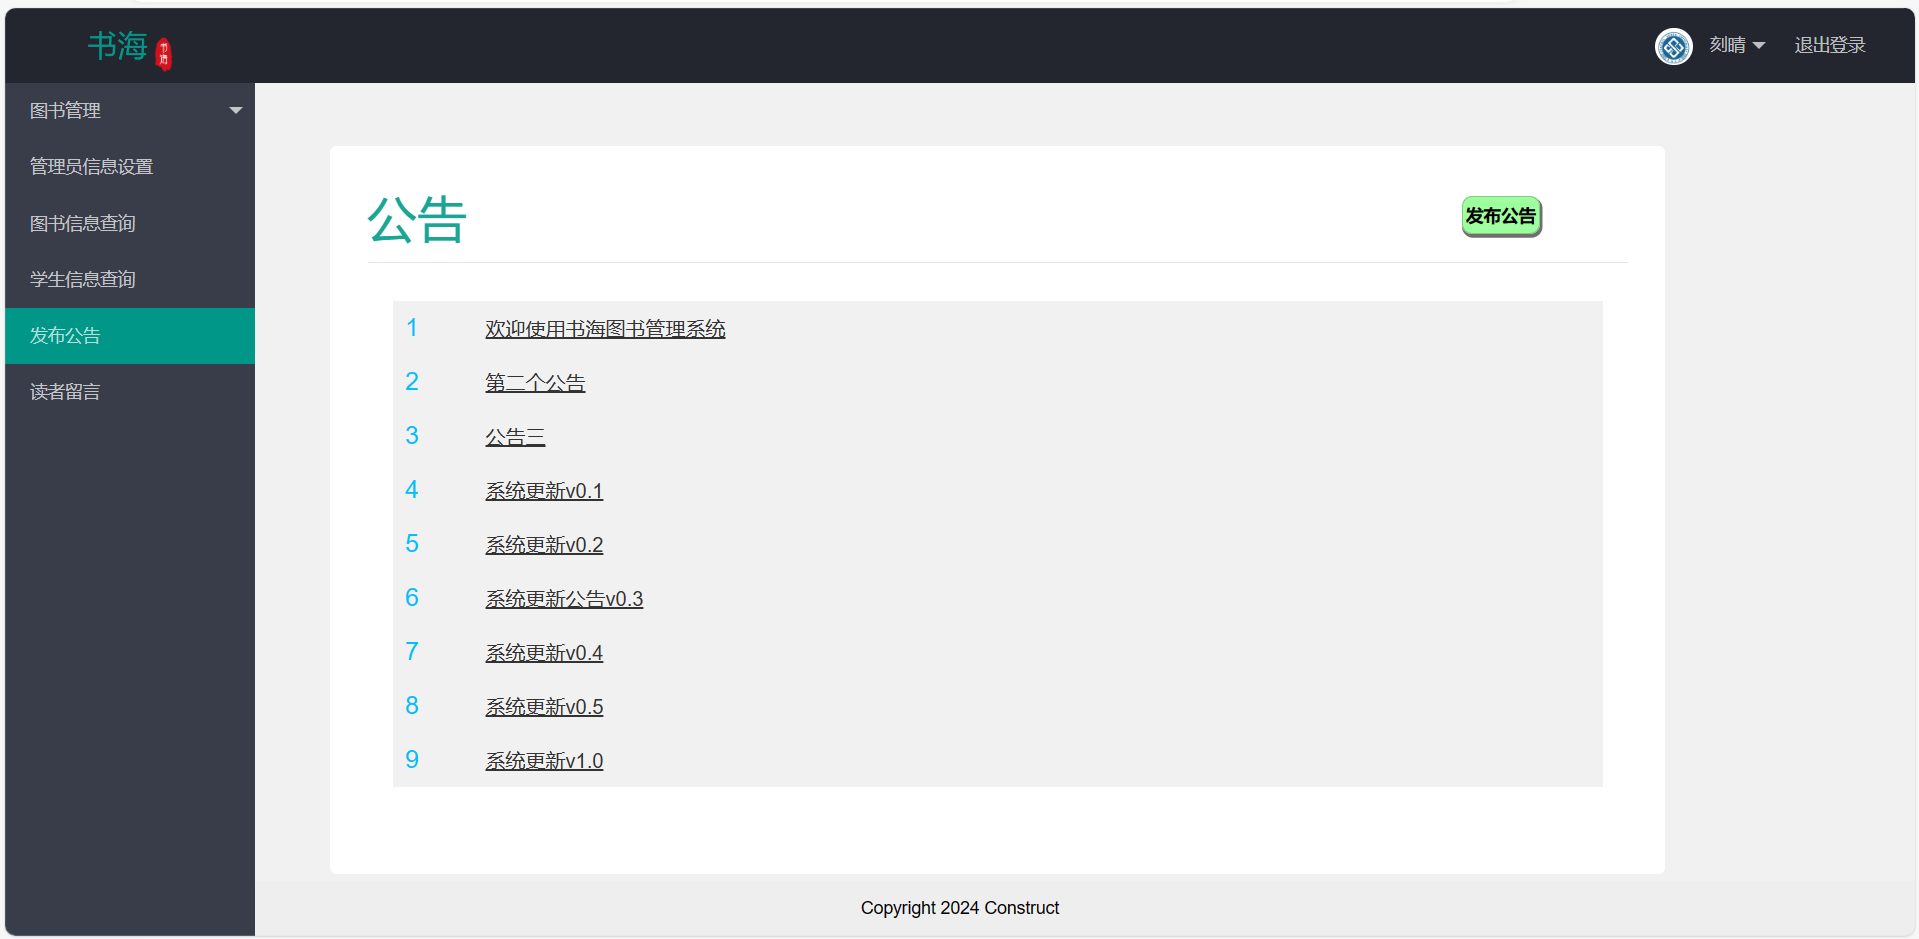 书海
书海
刻晴
退出登录
图书管理
管理员信息设置
图书信息查询
学生信息查询
发布公告
读者留言
公告
发布公告
1 欢迎使用书海图书管理系统
2 第二个公告
3 公告三
4 系统更新v0.1
5 系统更新v0.2
6 系统更新公告v0.3
7 系统更新v0.4
8 系统更新v0.5
9 系统更新v1.0
Copyright 2024 Construct